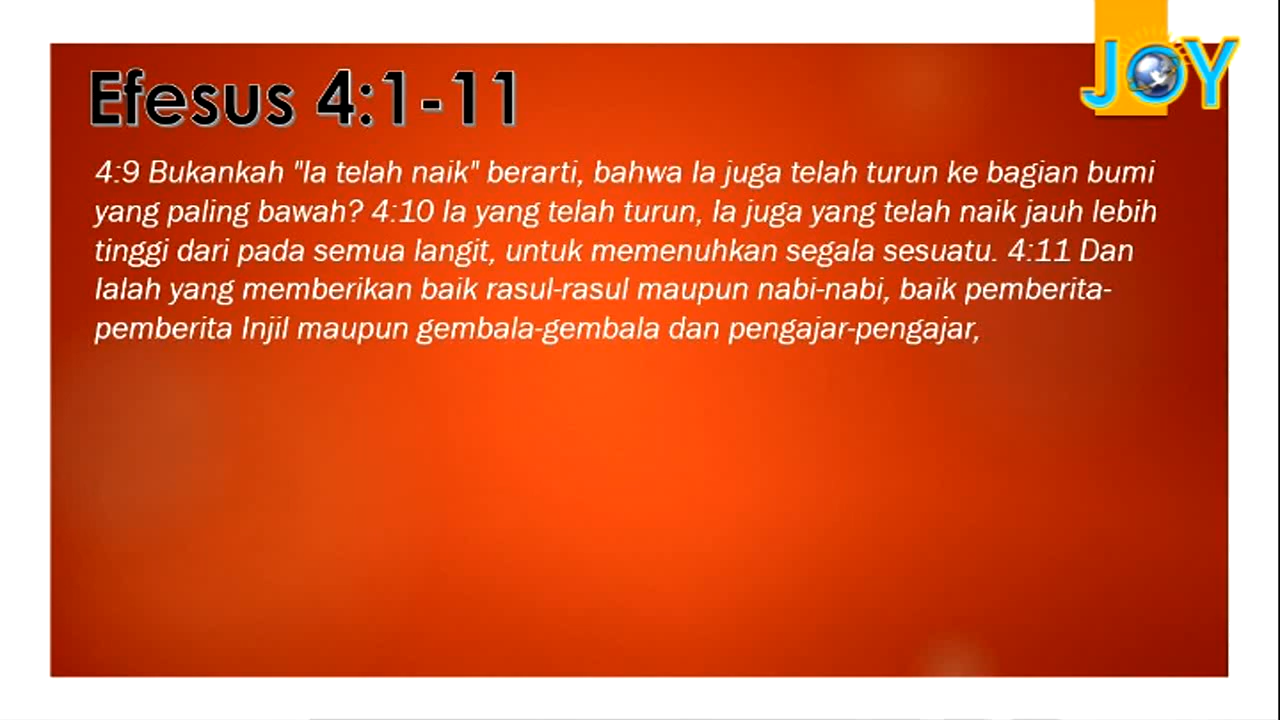 JOY
Efesus 4:1-11
4:9 Bukankah "Ia telah naik" berarti, bahwa Ia juga telah turun ke bagian bumi
yang paling bawah? 4:10 Ia yang telah turun, Ia juga yang telah naik jauh lebih
tinggi dari pada semua langit, untuk memenuhkan segala sesuatu. 4:11 Dan
Ialah yang memberikan baik rasul-rasul maupun nabi-nabi, baik pemberita-
pemberita Injil maupun gembala-gembala dan pengajar-pengajar,